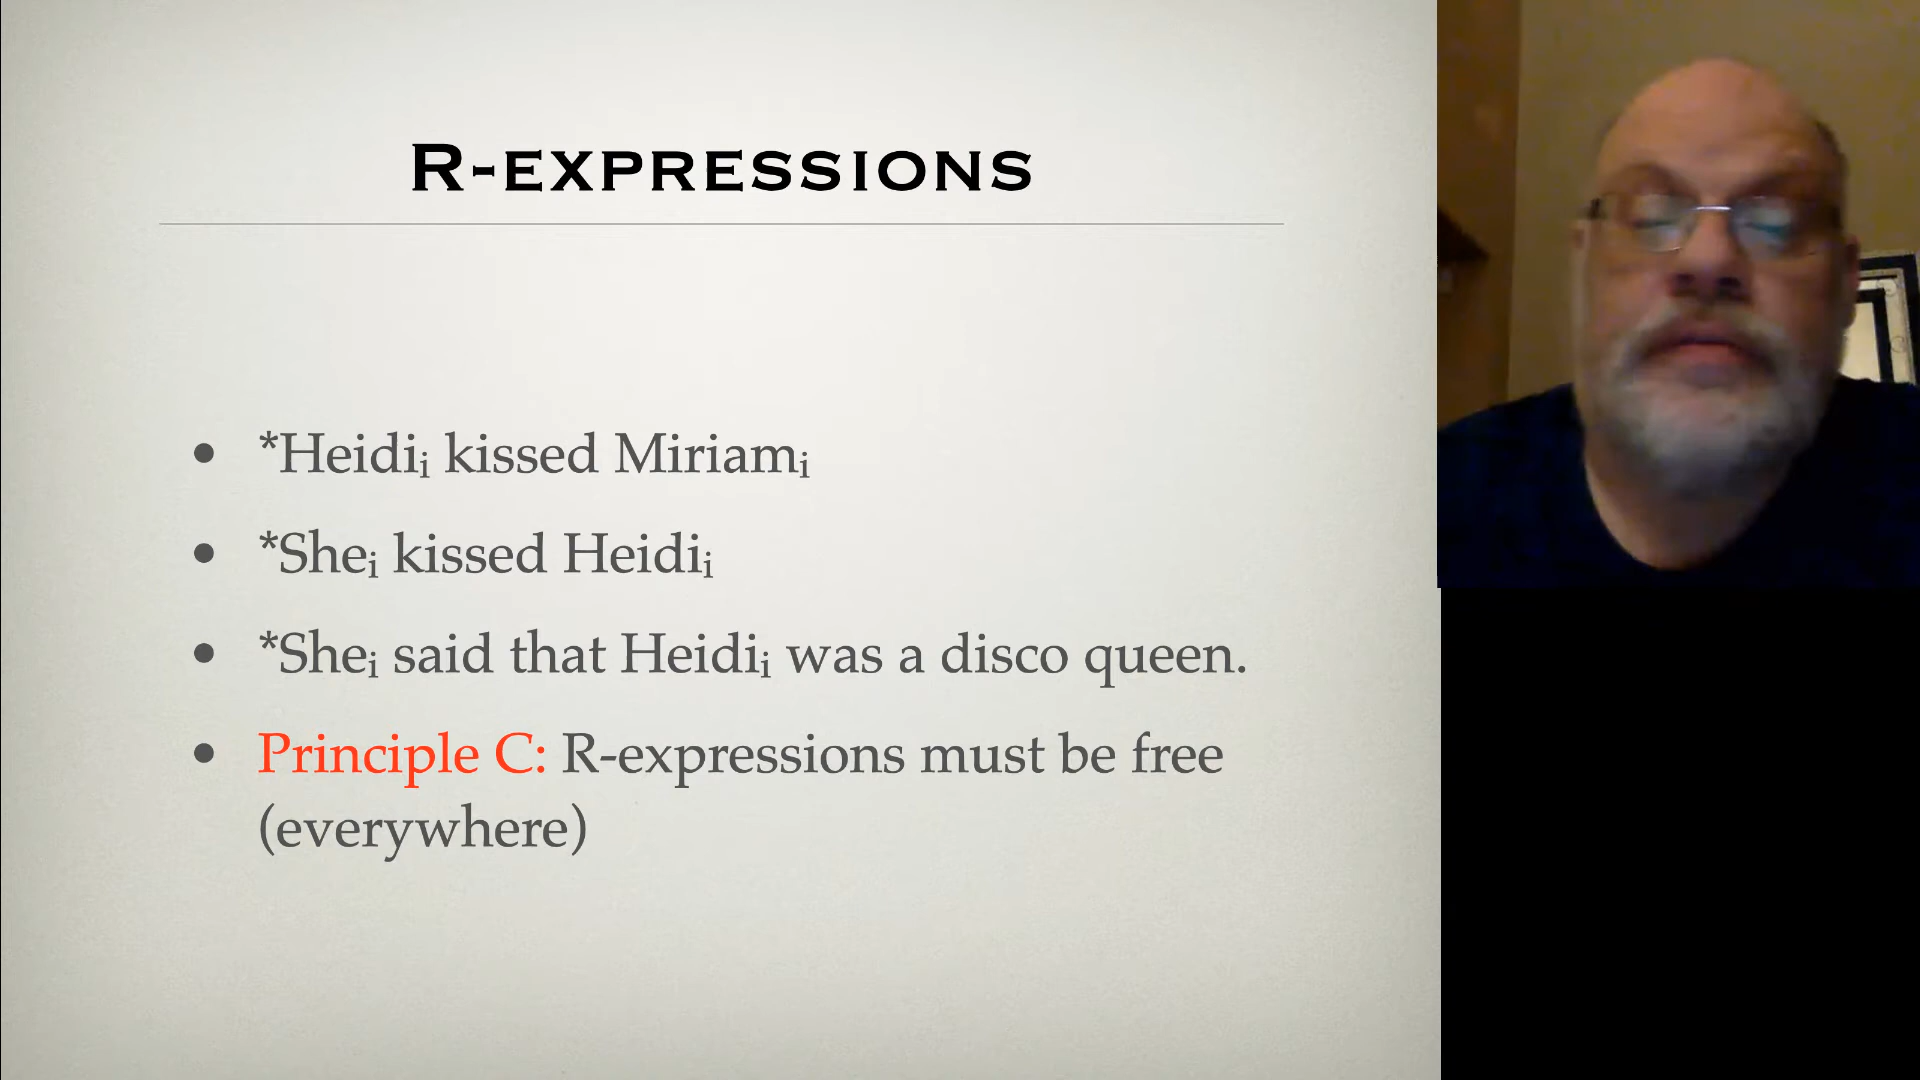 R-EXPRESSIONS
• *Heidiᵢ kissed Miriamᵢ
• *Sheᵢ kissed Heidiᵢ
• *Sheᵢ said that Heidiᵢ was a disco queen.
• Principle C: R-expressions must be free
(everywhere)